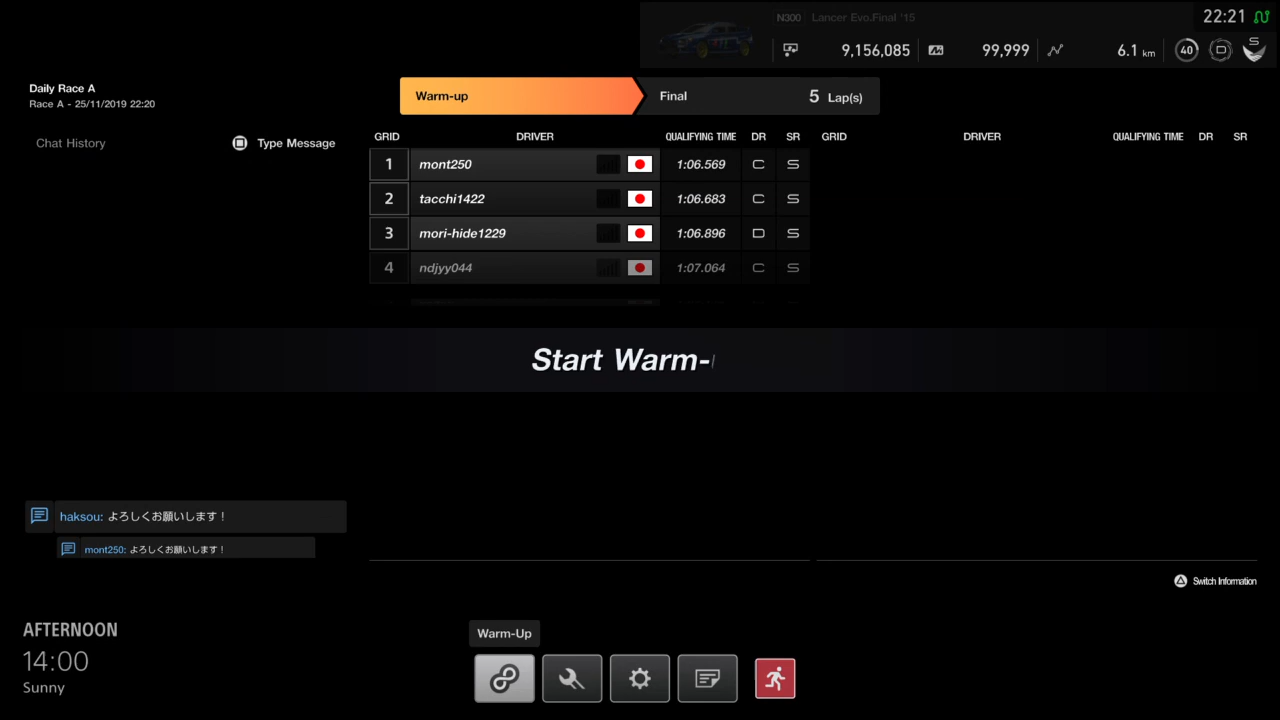 N300 Lancer Evo.Final '15
22:21
9,156,085 99,999 6.1 km 40 D S
Daily Race A
Race A - 25/11/2019 22:20
Warm-up
Final 5 Lap(s)
Chat History
Type Message
GRID DRIVER QUALIFYING TIME DR SR GRID DRIVER QUALIFYING TIME DR SR
1 mont250 1:06.569 C S
2 tacchi1422 1:06.683 C S
3 mori-hide1229 1:06.896 D S
4 ndjyy044 1:07.064 C S
Start Warm-
haksou: よろしくお願いします!
mont250: よろしくお願いします!
Switch Information
AFTERNOON
14:00
Sunny
Warm-Up